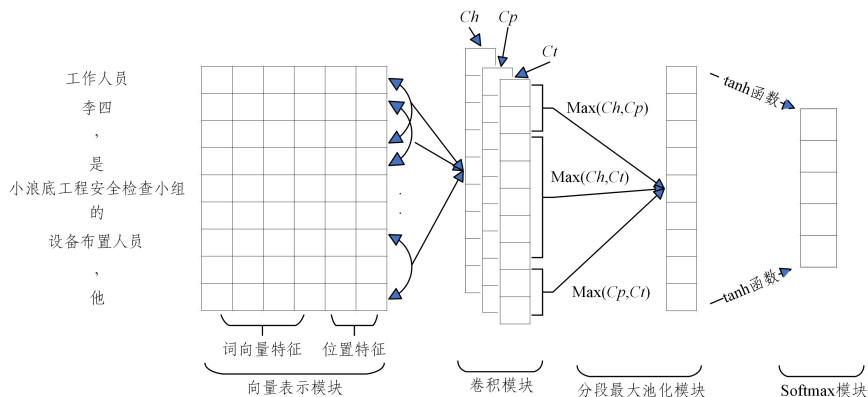 Ch
Cp
Ct
工作人员
李四
，
是
小浪底工程安全检查小组
的
设备布置人员
，
他
.
.
Max(Ch,Cp)
Max(Ch,Ct)
Max(Cp,Ct)
tanh函数
tanh函数
词向量特征
位置特征
向量表示模块
卷积模块
分段最大池化模块
Softmax模块